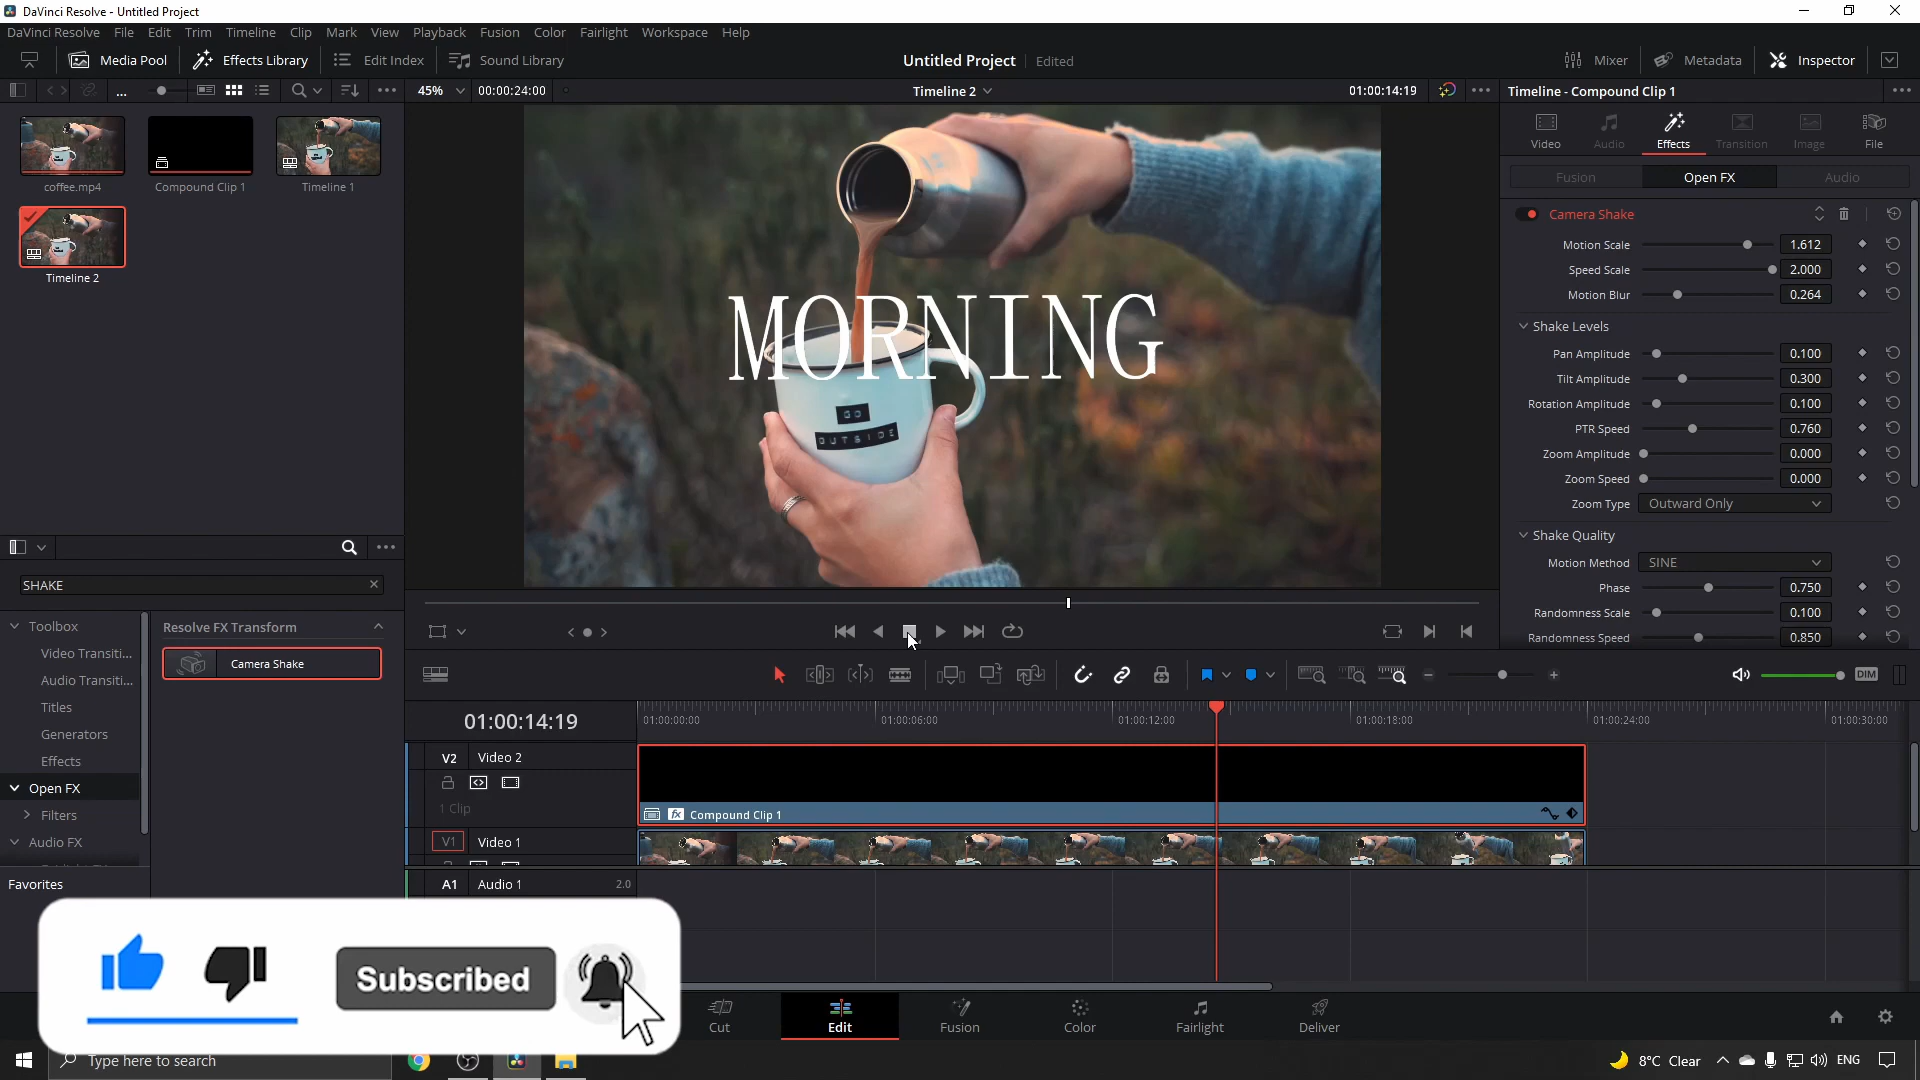 DaVinci Resolve - Untitled Project
DaVinci Resolve File Edit Trim Timeline Clip Mark View Playback Fusion Color Fairlight Workspace Help
Media Pool Effects Library Edit Index Sound Library Untitled Project Edited Mixer Metadata Inspector
... 45% 00:00:24:00 Timeline 2 01:00:14:19 Timeline - Compound Clip 1
Video Audio Effects Transition Image File
coffee.mp4 Compound Clip 1 Timeline 1
Timeline 2
Fusion Open FX Audio
Camera Shake
Motion Scale 1.612
Speed Scale 2.000
Motion Blur 0.264
Shake Levels
Pan Amplitude 0.100
Tilt Amplitude 0.300
Rotation Amplitude 0.100
PTR Speed 0.760
Zoom Amplitude 0.000
Zoom Speed 0.000
Zoom Type Outward Only
Shake Quality
Motion Method SINE
Phase 0.750
Randomness Scale 0.100
Randomness Speed 0.850
MORNING
GO
OUTSIDE
SHAKE
Toolbox
Video Transiti...
Audio Transiti...
Titles
Generators
Effects
Open FX
Filters
Audio FX
Favorites
Resolve FX Transform
Camera Shake
DIM
01:00:14:19
01:00:00:00 01:00:06:00 01:00:12:00 01:00:18:00 01:00:24:00 01:00:30:00
V2 Video 2
1 Clip
fx Compound Clip 1
V1 Video 1
A1 Audio 1 2.0
Subscribed
Cut Edit Fusion Color Fairlight Deliver
Type here to search
8°C Clear ENG